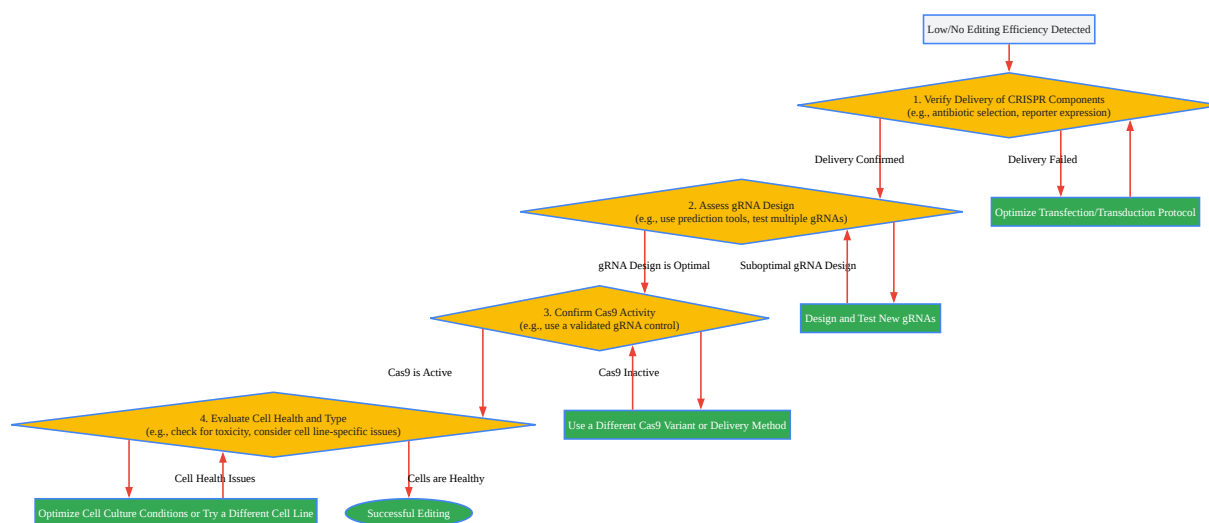 Low/No Editing Efficiency Detected
1. Verify Delivery of CRISPR Components
(e.g., antibiotic selection, reporter expression)
Delivery Confirmed
Delivery Failed
2. Assess gRNA Design
(e.g., use prediction tools, test multiple gRNAs)
Optimize Transfection/Transduction Protocol
gRNA Design is Optimal
Suboptimal gRNA Design
3. Confirm Cas9 Activity
(e.g., use a validated gRNA control)
Design and Test New gRNAs
Cas9 is Active
Cas9 Inactive
4. Evaluate Cell Health and Type
(e.g., check for toxicity, consider cell line-specific issues)
Use a Different Cas9 Variant or Delivery Method
Cell Health Issues
Cells are Healthy
Optimize Cell Culture Conditions or Try a Different Cell Line
Successful Editing